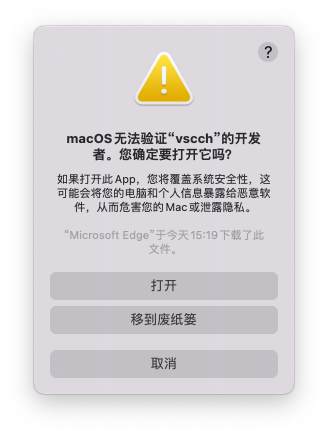 ?
macOS 无法验证“vscch”的开发
者。您确定要打开它吗?
如果打开此 App，您将覆盖系统安全性，这
可能会将您的电脑和个人信息暴露给恶意软
件，从而危害您的 Mac 或泄露隐私。
“Microsoft Edge”于今天 15:19 下载了此
文件。
打开
移到废纸篓
取消